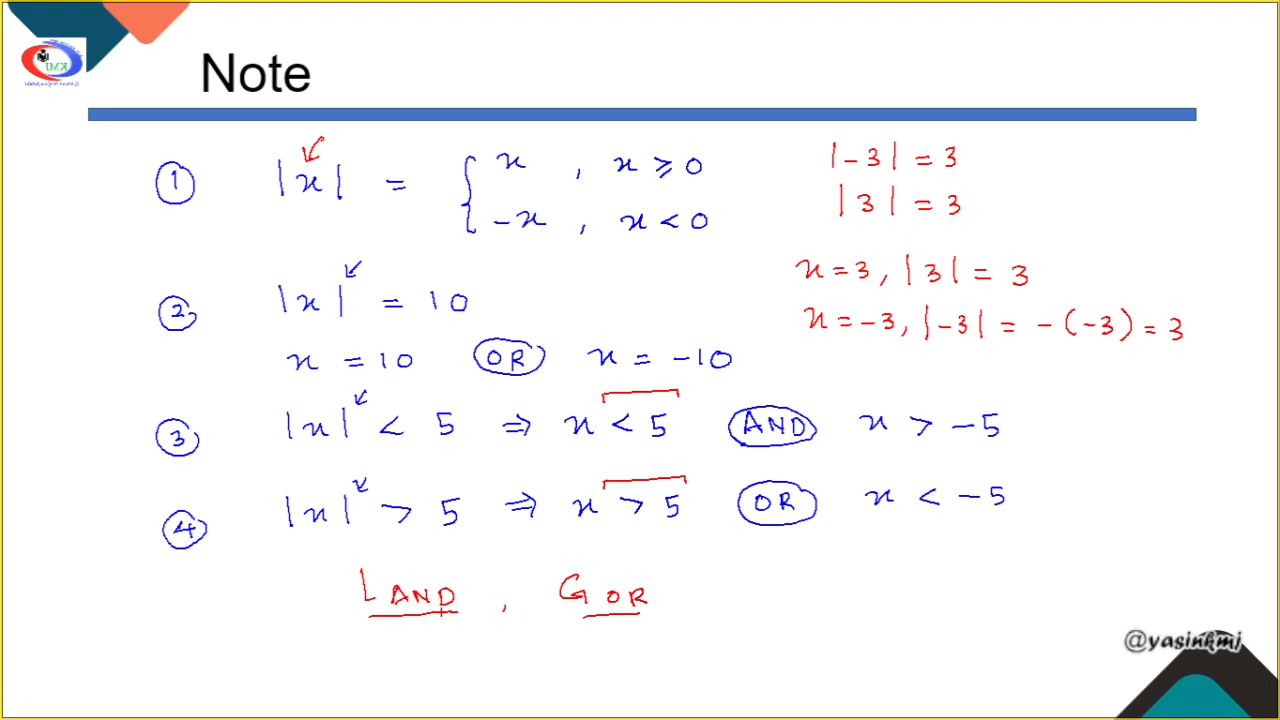 Note
① |x| = { x , x ≥ 0
-x , x < 0
|-3| = 3
|3| = 3
x = 3, |3| = 3
x = -3, |-3| = -(-3) = 3
② |x| = 10
x = 10 OR x = -10
③ |x| < 5 ⇒ x < 5 AND x > -5
④ |x| > 5 ⇒ x > 5 OR x < -5
LAND , GOR
@yasinkmj
KMJ